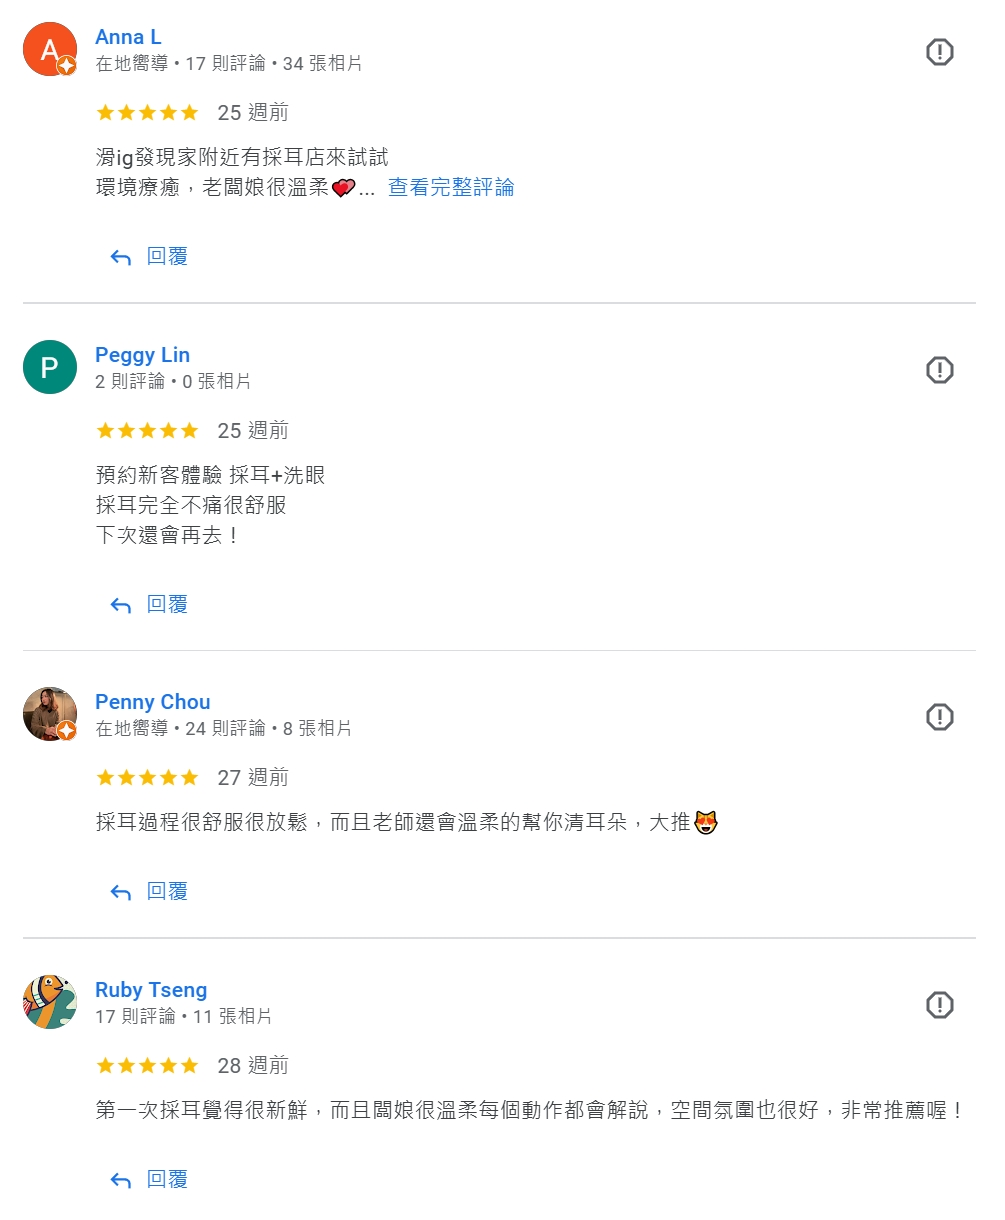 Anna L
在地嚮導 • 17 則評論 • 34 張相片
25 週前
滑ig發現家附近有採耳店來試試
環境療癒，老闆娘很溫柔💕... 查看完整評論
回覆
P
Peggy Lin
2 則評論 • 0 張相片
25 週前
預約新客體驗 採耳+洗眼
採耳完全不痛很舒服
下次還會再去！
回覆
Penny Chou
在地嚮導 • 24 則評論 • 8 張相片
27 週前
採耳過程很舒服很放鬆，而且老師還會溫柔的幫你清耳朵，大推😻
回覆
Ruby Tseng
17 則評論 • 11 張相片
28 週前
第一次採耳覺得很新鮮，而且闆娘很溫柔每個動作都會解說，空間氛圍也很好，非常推薦喔！
回覆